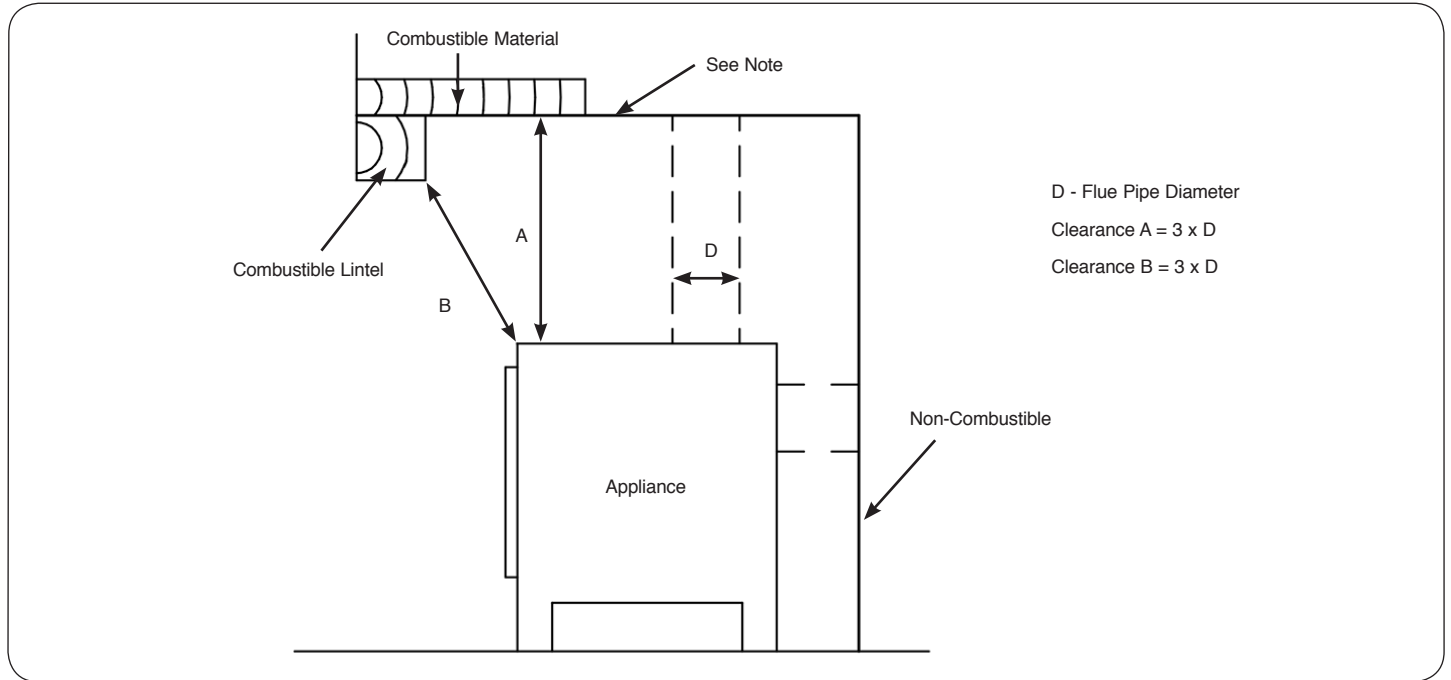 Combustible Material
See Note
D - Flue Pipe Diameter
Clearance A = 3 x D
Clearance B = 3 x D
A
D
Combustible Lintel
B
Non-Combustible
Appliance